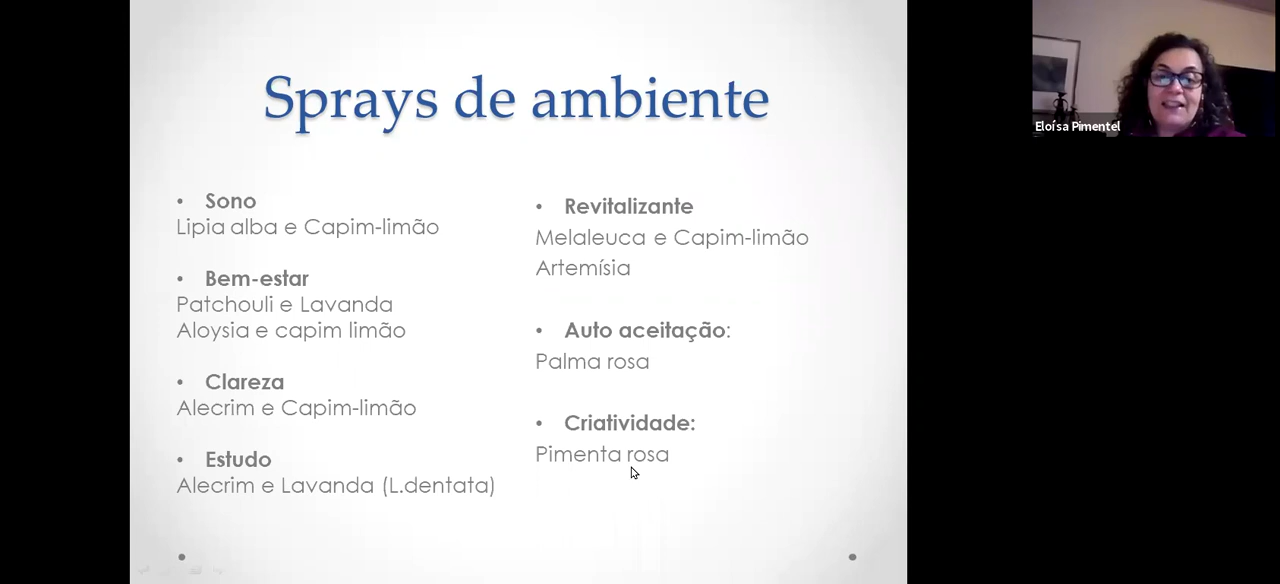 Sprays de ambiente
• Sono
Lipia alba e Capim-limão
• Bem-estar
Patchouli e Lavanda
Aloysia e capim limão
• Clareza
Alecrim e Capim-limão
• Estudo
Alecrim e Lavanda (L.dentata)
• Revitalizante
Melaleuca e Capim-limão
Artemísia
• Auto aceitação:
Palma rosa
• Criatividade:
Pimenta rosa
Eloísa Pimentel